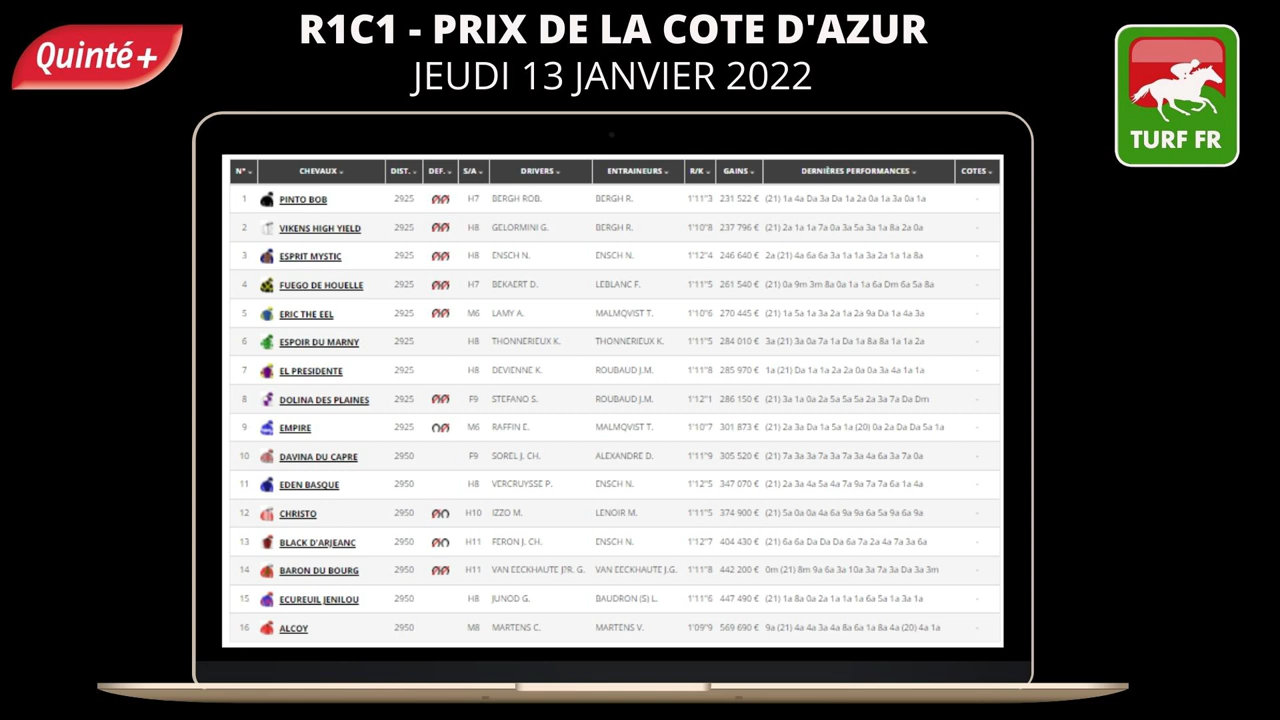 R1C1 - PRIX DE LA COTE D'AZUR
JEUDI 13 JANVIER 2022
Quinté+
TURF FR
N° CHEVAUX DIST. DEF. S/A DRIVERS ENTRAINEURS R/K GAINS DERNIÈRES PERFORMANCES COTES
1 PINTO BOB 2925 H7 BERGH ROB. BERGH R. 1'11"3 231 522 € (21) 1a 4a Da 3a Da 1a 2a 0a 1a 3a 0a 1a -
2 VIKENS HIGH YIELD 2925 H8 GELORMINI G. BERGH R. 1'10"8 237 796 € (21) 2a 1a 1a 7a 0a 3a 5a 3a 1a 8a 2a 0a -
3 ESPRIT MYSTIC 2925 H8 ENSCH N. ENSCH N. 1'12"4 246 640 € 2a (21) 4a 6a 6a 3a 1a 1a 3a 2a 1a 1a 8a -
4 FUEGO DE HOUELLE 2925 H7 BEKAERT D. LEBLANC F. 1'11"5 261 540 € (21) 0a 9m 3m 8a 0a 1a 1a 6a Dm 6a 5a 8a -
5 ERIC THE EEL 2925 M6 LAMY A. MALMQVIST T. 1'10"6 270 445 € (21) 1a 5a 1a 3a 2a 1a 2a 9a Da 1a 4a 3a -
6 ESPOIR DU MARNY 2925 H8 THONNERIEUX K. THONNERIEUX K. 1'11"5 284 010 € 3a (21) 3a 0a 7a 1a Da 1a 8a 8a 1a 1a 2a -
7 EL PRESIDENTE 2925 H8 DEVIENNE K. ROUBAUD J.M. 1'11"8 285 970 € 1a (21) Da 1a 1a 2a 2a 0a 0a 3a 4a 1a 1a -
8 DOLINA DES PLAINES 2925 F9 STEFANO S. ROUBAUD J.M. 1'12"1 286 150 € (21) 3a 1a 0a 2a 5a 5a 5a 2a 3a 7a Da Dm -
9 EMPIRE 2925 M6 RAFFIN E. MALMQVIST T. 1'10"7 301 873 € (21) 2a 3a Da 1a 5a 1a (20) 0a 2a Da Da 5a 1a -
10 DAVINA DU CAPRE 2950 F9 SOREL J. CH. ALEXANDRE D. 1'11"9 305 520 € (21) 7a 3a 3a 7a 3a 7a 3a 4a 6a 3a 7a 0a -
11 EDEN BASQUE 2950 H8 VERCRUYSSE P. ENSCH N. 1'12"5 347 070 € (21) 2a 3a 4a 5a 4a 7a 9a 7a 7a 6a 1a 4a -
12 CHRISTO 2950 H10 IZZO M. LENOIR M. 1'11"5 374 900 € (21) 5a 0a 0a 4a 6a 9a 9a 6a 5a 9a 6a 9a -
13 BLACK D'ARJEANC 2950 H11 FERON J. CH. ENSCH N. 1'12"7 404 430 € (21) 6a 6a Da Da Da 6a 7a 2a 4a 7a 3a 6a -
14 BARON DU BOURG 2950 H11 VAN EECKHAUTE JPR. G. VAN EECKHAUTE J.G. 1'11"8 442 200 € 0m (21) 8m 9a 6a 3a 10a 3a 7a 3a Da 3a 3m -
15 ECUREUIL JENILOU 2950 H8 JUNOD G. BAUDRON (S) L. 1'11"6 447 490 € (21) 1a 8a 0a 2a 1a 1a 1a 6a 5a 1a 3a 1a -
16 ALCOY 2950 M8 MARTENS C. MARTENS V. 1'09"9 569 690 € 9a (21) 4a 4a 3a 4a 8a 6a 1a 8a 4a (20) 4a 1a -